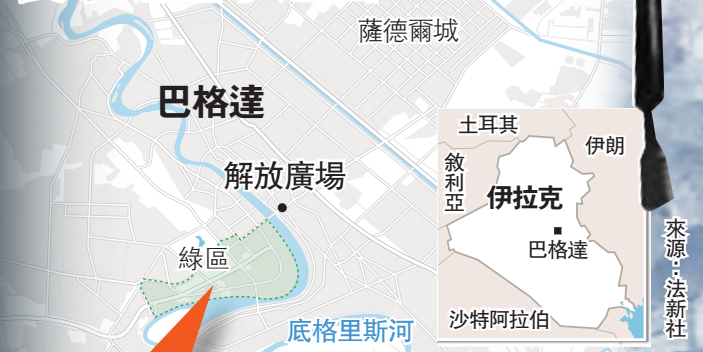 薩德爾城
巴格達
解放廣場
綠區
底格里斯河
土耳其
伊朗
敘利亞
伊拉克
巴格達
沙特阿拉伯
來源：法新社